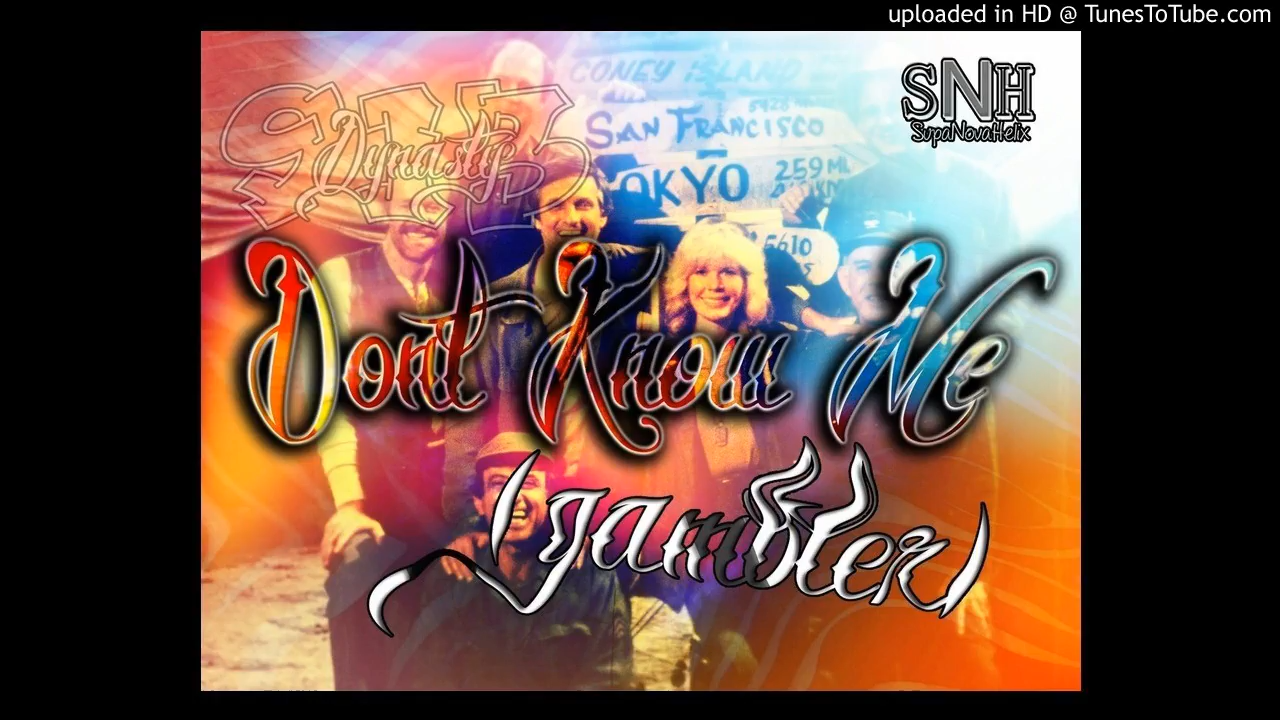 uploaded in HD @ TunesToTube.com
SNH
SupaNovaHelix
Dynasty
CONEY ISLAND
SAN FRANCISCO
OKYO
259 MI
5610
Dont Know Me
gambler